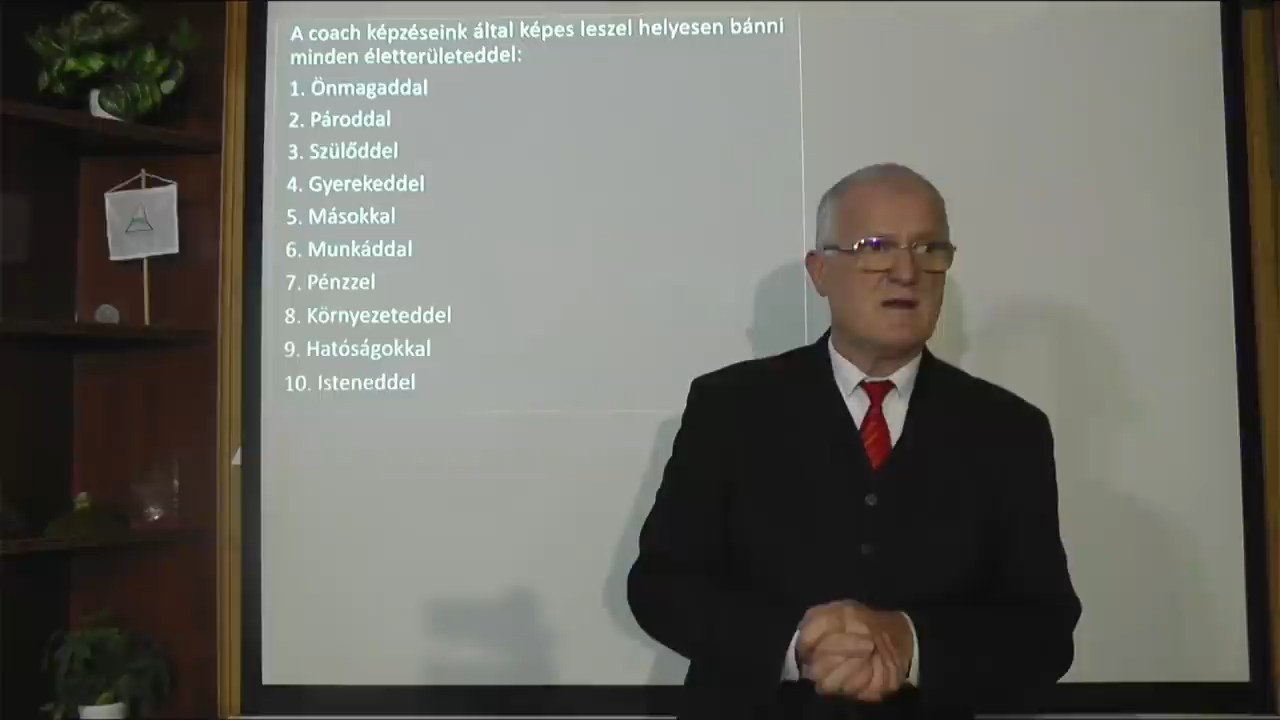 A coach képzéseink által képes leszel helyesen bánni
minden életterületeddel:
1. Önmagaddal
2. Pároddal
3. Szülőddel
4. Gyerekeddel
5. Másokkal
6. Munkáddal
7. Pénzzel
8. Környezeteddel
9. Hatóságokkal
10. Isteneddel